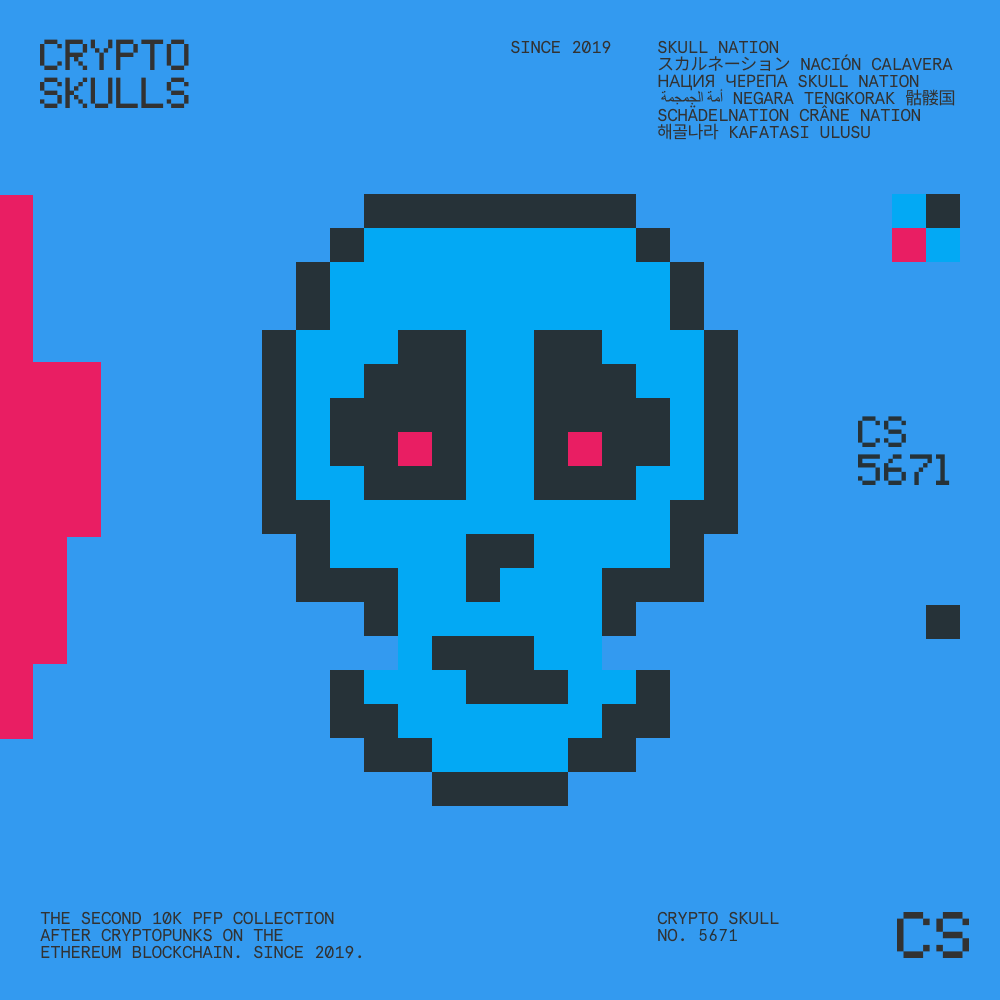 CRYPTO
SKULLS
SINCE 2019
SKULL NATION
スカルネーション NACIÓN CALAVERA
НАЦИЯ ЧЕРЕПА SKULL NATION
أمة الجمجمة NEGARA TENGKORAK 骷髅国
SCHÄDELNATION CRÂNE NATION
해골나라 KAFATASI ULUSU
CS
5671
THE SECOND 10K PFP COLLECTION
AFTER CRYPTOPUNKS ON THE
ETHEREUM BLOCKCHAIN. SINCE 2019.
CRYPTO SKULL
NO. 5671
CS